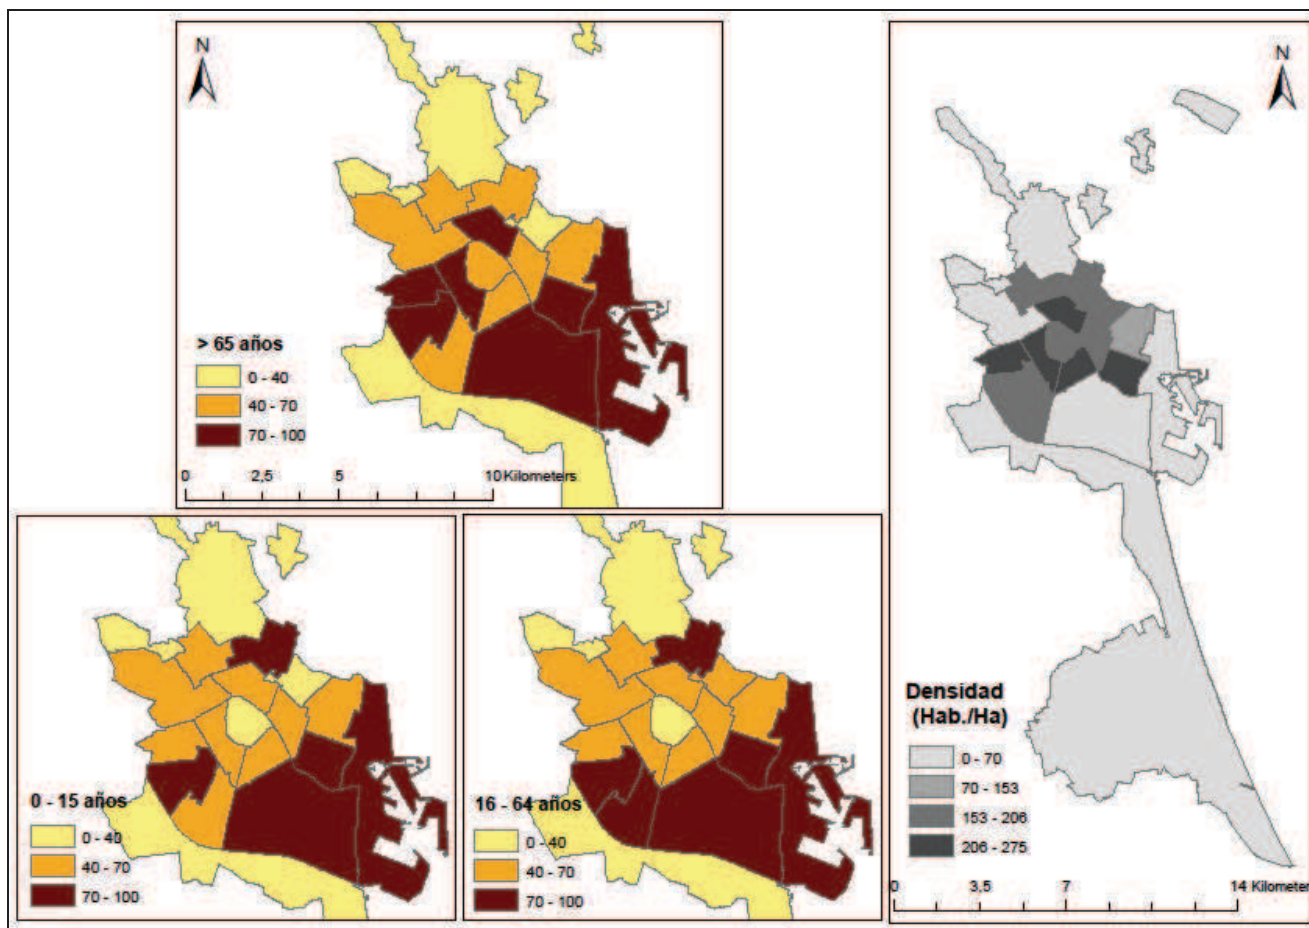 N
> 65 años
0 - 40
40 - 70
70 - 100
0 2,5 5 10 Kilometers
0 - 15 años
0 - 40
40 - 70
70 - 100
16 - 64 años
0 - 40
40 - 70
70 - 100
N
Densidad
(Hab./Ha)
0 - 70
70 - 153
153 - 206
206 - 275
0 3,5 7 14 Kilometer